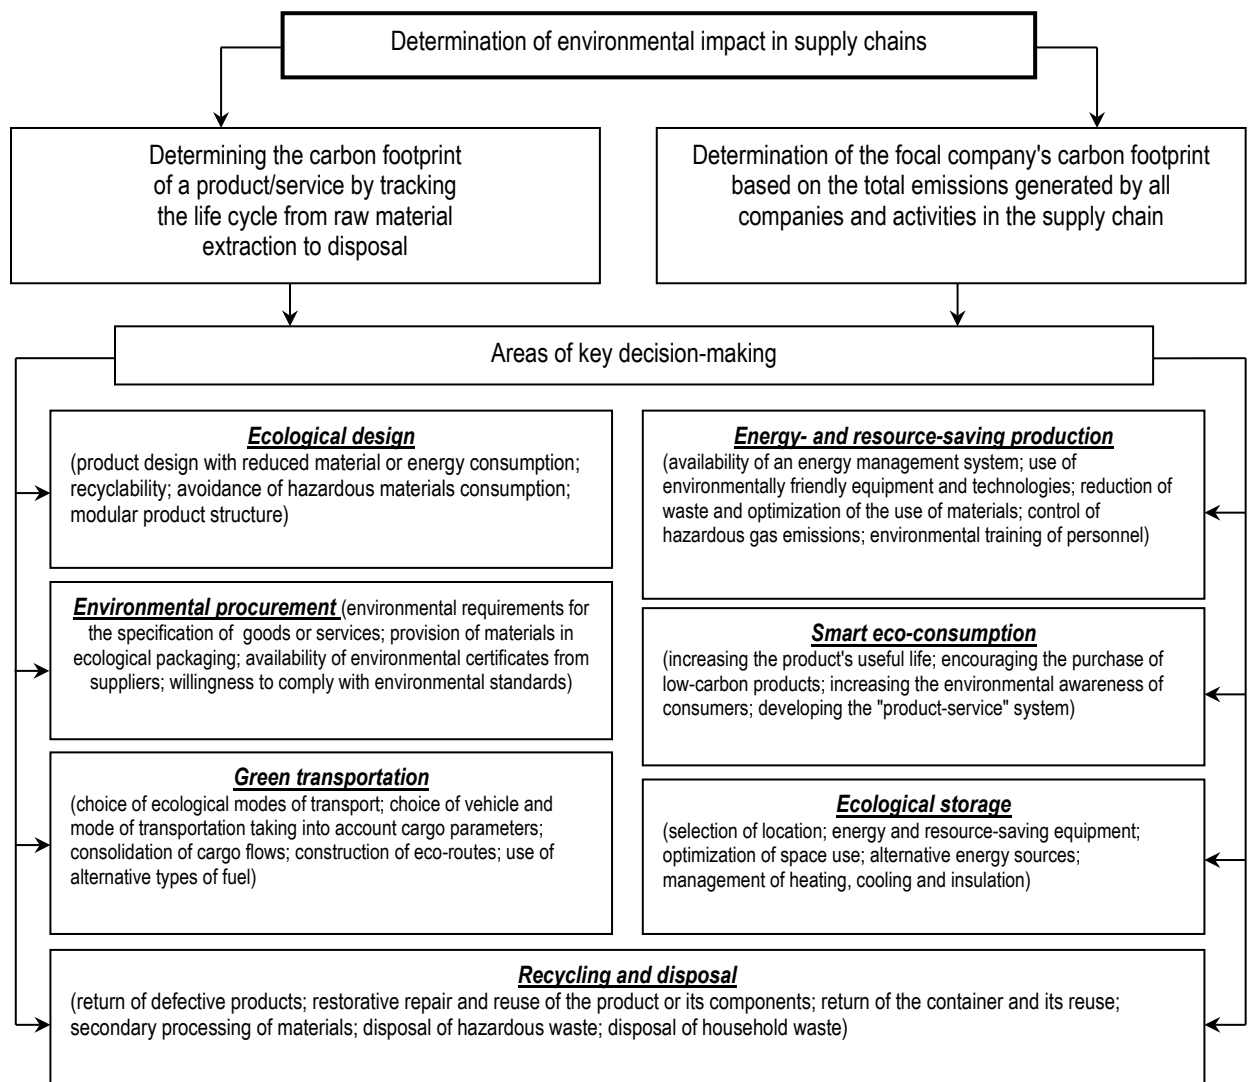 Determination of environmental impact in supply chains
Determining the carbon footprint
of a product/service by tracking
the life cycle from raw material
extraction to disposal
Determination of the focal company's carbon footprint
based on the total emissions generated by all
companies and activities in the supply chain
Areas of key decision-making
Ecological design
(product design with reduced material or energy consumption;
recyclability; avoidance of hazardous materials consumption;
modular product structure)
Environmental procurement (environmental requirements for
the specification of goods or services; provision of materials in
ecological packaging; availability of environmental certificates from
suppliers; willingness to comply with environmental standards)
Green transportation
(choice of ecological modes of transport; choice of vehicle and
mode of transportation taking into account cargo parameters;
consolidation of cargo flows; construction of eco-routes; use of
alternative types of fuel)
Energy- and resource-saving production
(availability of an energy management system; use of
environmentally friendly equipment and technologies; reduction of
waste and optimization of the use of materials; control of
hazardous gas emissions; environmental training of personnel)
Smart eco-consumption
(increasing the product's useful life; encouraging the purchase of
low-carbon products; increasing the environmental awareness of
consumers; developing the "product-service" system)
Ecological storage
(selection of location; energy and resource-saving equipment;
optimization of space use; alternative energy sources;
management of heating, cooling and insulation)
Recycling and disposal
(return of defective products; restorative repair and reuse of the product or its components; return of the container and its reuse;
secondary processing of materials; disposal of hazardous waste; disposal of household waste)